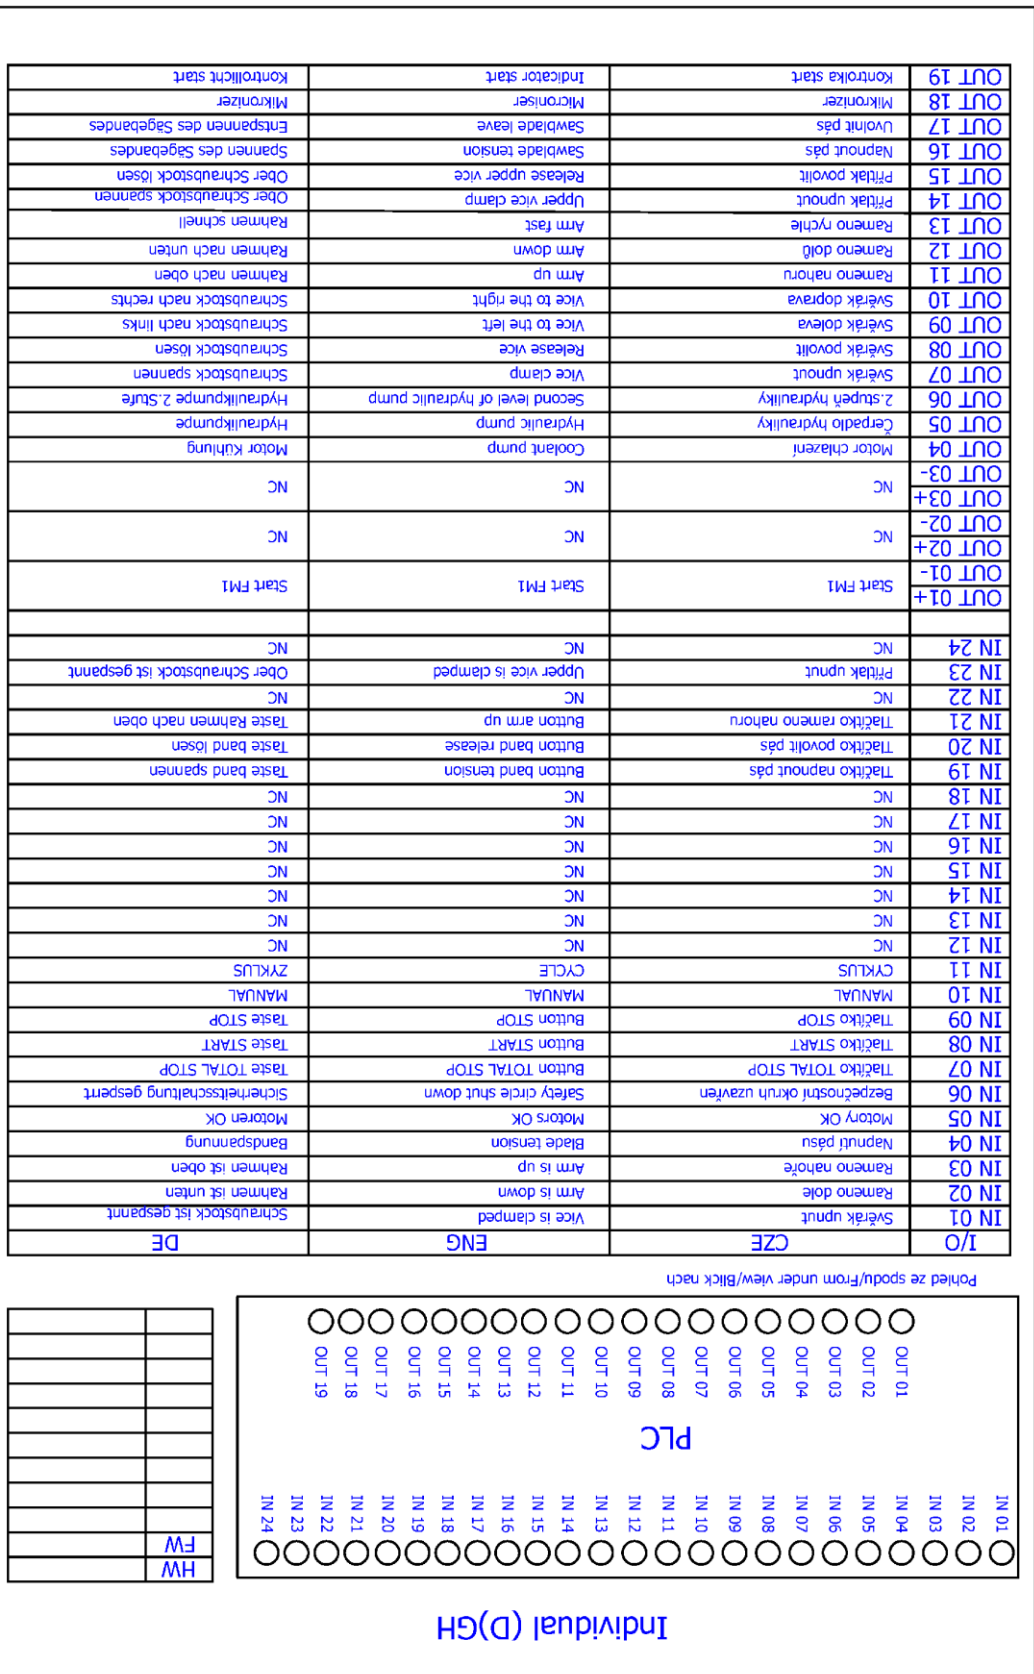 Individual (D)GH
IN 01 IN 02 IN 03 IN 04 IN 05 IN 06 IN 07 IN 08 IN 09 IN 10 IN 11 IN 12 IN 13 IN 14 IN 15 IN 16 IN 17 IN 18 IN 19 IN 20 IN 21 IN 22 IN 23 IN 24
PLC
OUT 01 OUT 02 OUT 03 OUT 04 OUT 05 OUT 06 OUT 07 OUT 08 OUT 09 OUT 10 OUT 11 OUT 12 OUT 13 OUT 14 OUT 15 OUT 16 OUT 17 OUT 18 OUT 19
HW
FW
Pohled ze spodu/From under view/Blick nach
I/O CZE ENG DE
IN 01 Svěrák upnut Vice is clamped Schraubstock ist gespannt
IN 02 Rameno dole Arm is down Rahmen ist unten
IN 03 Rameno nahoře Arm is up Rahmen ist oben
IN 04 Napnutí pásu Blade tension Bandspannung
IN 05 Motory OK Motors OK Motoren OK
IN 06 Bezpečnostní okruh uzavřen Safety circle shut down Sicherheitsschaltung gesperrt
IN 07 Tlačítko TOTAL STOP Button TOTAL STOP Taste TOTAL STOP
IN 08 Tlačítko START Button START Taste START
IN 09 Tlačítko STOP Button STOP Taste STOP
IN 10 MANUAL MANUAL MANUAL
IN 11 CYKLUS CYCLE ZYKLUS
IN 12 NC NC NC
IN 13 NC NC NC
IN 14 NC NC NC
IN 15 NC NC NC
IN 16 NC NC NC
IN 17 NC NC NC
IN 18 NC NC NC
IN 19 Tlačítko napnout pás Button band tension Taste band spannen
IN 20 Tlačítko povolit pás Button band release Taste band lösen
IN 21 Tlačítko rameno nahoru Button arm up Taste Rahmen nach oben
IN 22 NC NC NC
IN 23 Přítlak upnut Upper vice is clamped Ober Schraubstock ist gespannt
IN 24 NC NC NC
OUT 01+ Start FM1 Start FM1 Start FM1
OUT 01-
OUT 02+ NC NC NC
OUT 02-
OUT 03+ NC NC NC
OUT 03-
OUT 04 Motor chlazení Coolant pump Motor Kühlung
OUT 05 Čerpadlo hydrauliky Hydraulic pump Hydraulikpumpe
OUT 06 2.stupeň hydrauliky Second level of hydraulic pump Hydraulikpumpe 2.Stufe
OUT 07 Svěrák upnout Vice clamp Schraubstock spannen
OUT 08 Svěrák povolit Release vice Schraubstock lösen
OUT 09 Svěrák doleva Vice to the left Schraubstock nach links
OUT 10 Svěrák doprava Vice to the right Schraubstock nach rechts
OUT 11 Rameno nahoru Arm up Rahmen nach oben
OUT 12 Rameno dolů Arm down Rahmen nach unten
OUT 13 Rameno rychle Arm fast Rahmen schnell
OUT 14 Přítlak upnout Upper vice clamp Ober Schraubstock spannen
OUT 15 Přítlak povolit Release upper vice Ober Schraubstock lösen
OUT 16 Napnout pás Sawblade tension Spannen des Sägebandes
OUT 17 Uvolnit pás Sawblade leave Entspannen des Sägebandes
OUT 18 Mikronizer Microniser Mikronizer
OUT 19 Kontrolka start Indicator start Kontrollicht start